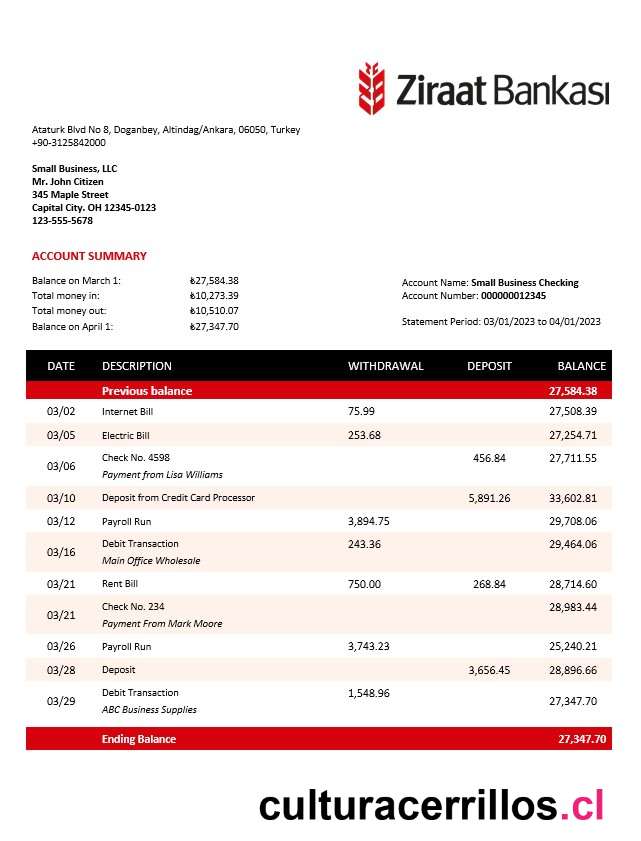 Ziraat Bankası
Ataturk Blvd No 8, Doganbey, Altindag/Ankara, 06050, Turkey
+90-3125842000
Small Business, LLC
Mr. John Citizen
345 Maple Street
Capital City. OH 12345-0123
123-555-5678
ACCOUNT SUMMARY
Balance on March 1: ₺27,584.38
Total money in: ₺10,273.39
Total money out: ₺10,510.07
Balance on April 1: ₺27,347.70
Account Name: Small Business Checking
Account Number: 000000012345
Statement Period: 03/01/2023 to 04/01/2023
DATE DESCRIPTION WITHDRAWAL DEPOSIT BALANCE
Previous balance 27,584.38
03/02 Internet Bill 75.99 27,508.39
03/05 Electric Bill 253.68 27,254.71
03/06 Check No. 4598 456.84 27,711.55
Payment from Lisa Williams
03/10 Deposit from Credit Card Processor 5,891.26 33,602.81
03/12 Payroll Run 3,894.75 29,708.06
03/16 Debit Transaction 243.36 29,464.06
Main Office Wholesale
03/21 Rent Bill 750.00 268.84 28,714.60
03/21 Check No. 234 28,983.44
Payment From Mark Moore
03/26 Payroll Run 3,743.23 25,240.21
03/28 Deposit 3,656.45 28,896.66
03/29 Debit Transaction 1,548.96 27,347.70
ABC Business Supplies
Ending Balance 27,347.70
culturacerrillos.cl